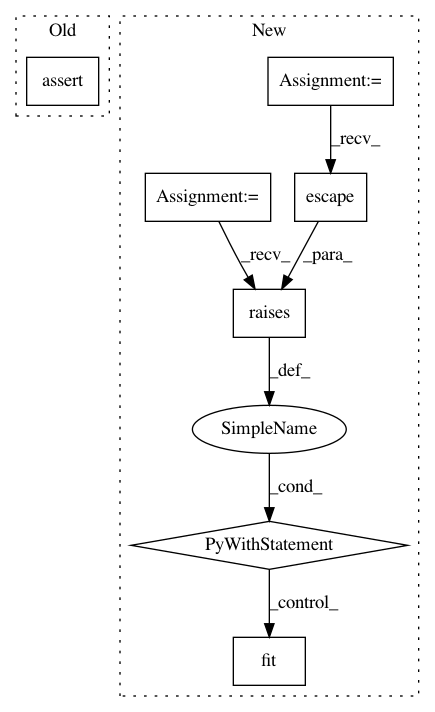 Old
New
assert
Assignment:=
_recv_
Assignment:=
escape
_recv_
_para_
raises
_def_
SimpleName
_cond_
PyWithStatement
_control_
fit